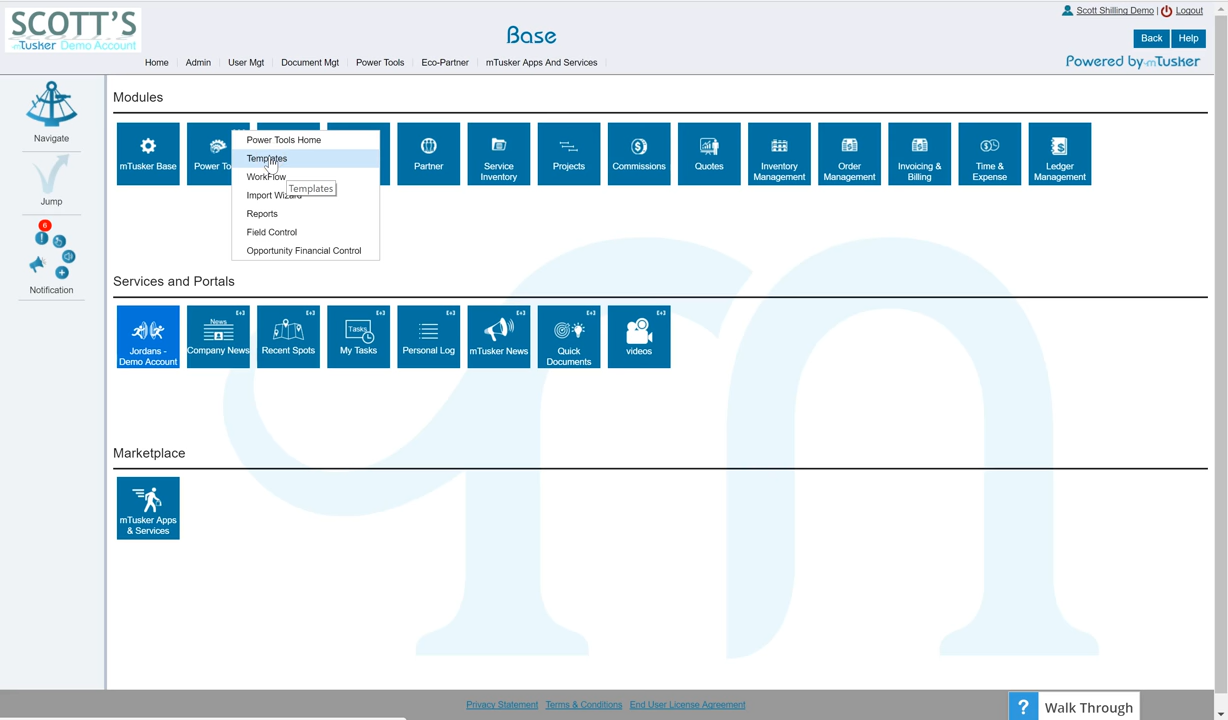 SCOTT'S
mTusker Demo Account
Base
Scott Shilling Demo | Logout
Back Help
Powered by mTusker
Home Admin User Mgt Document Mgt Power Tools Eco-Partner mTusker Apps And Services
Navigate
Jump
6
Notification
Modules
mTusker Base
Power To
Partner
Service
Inventory
Projects
Commissions
Quotes
Inventory
Management
Order
Management
Invoicing &
Billing
Time &
Expense
Ledger
Management
Power Tools Home
Templates
WorkFlow
Templates
Import Wizard
Reports
Field Control
Opportunity Financial Control
Services and Portals
Jordans -
Demo Account
News
Company News
Recent Spots
Tasks
My Tasks
Personal Log
mTusker News
Quick
Documents
videos
Marketplace
mTusker Apps
& Services
Privacy Statement Terms & Conditions End User License Agreement
? Walk Through